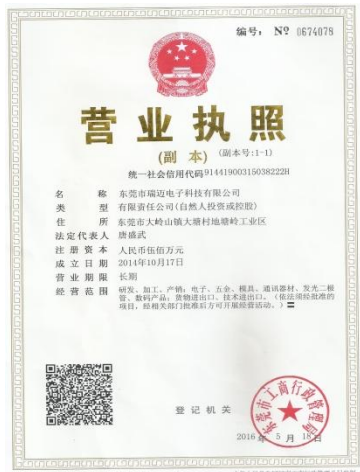 编号: Nº 0674078
营业执照
(副 本) (副本号:1-1)
统一社会信用代码91441900315038222H
名称 东莞市瑞迈电子科技有限公司
类型 有限责任公司(自然人投资或控股)
住所 东莞市大岭山镇大塘村地塘岭工业区
法定代表人 唐盛武
注册资本 人民币伍佰万元
成立日期 2014年10月17日
营业期限 长期
经营范围 研发、加工、产销:电子、五金、模具、通讯器材、发光二极
管、数码产品;货物进出口、技术进出口。(依法须经批准的
项目,经相关部门批准后方可开展经营活动。)
登记机关
东莞市工商行政管理局
2016年 5月 18日